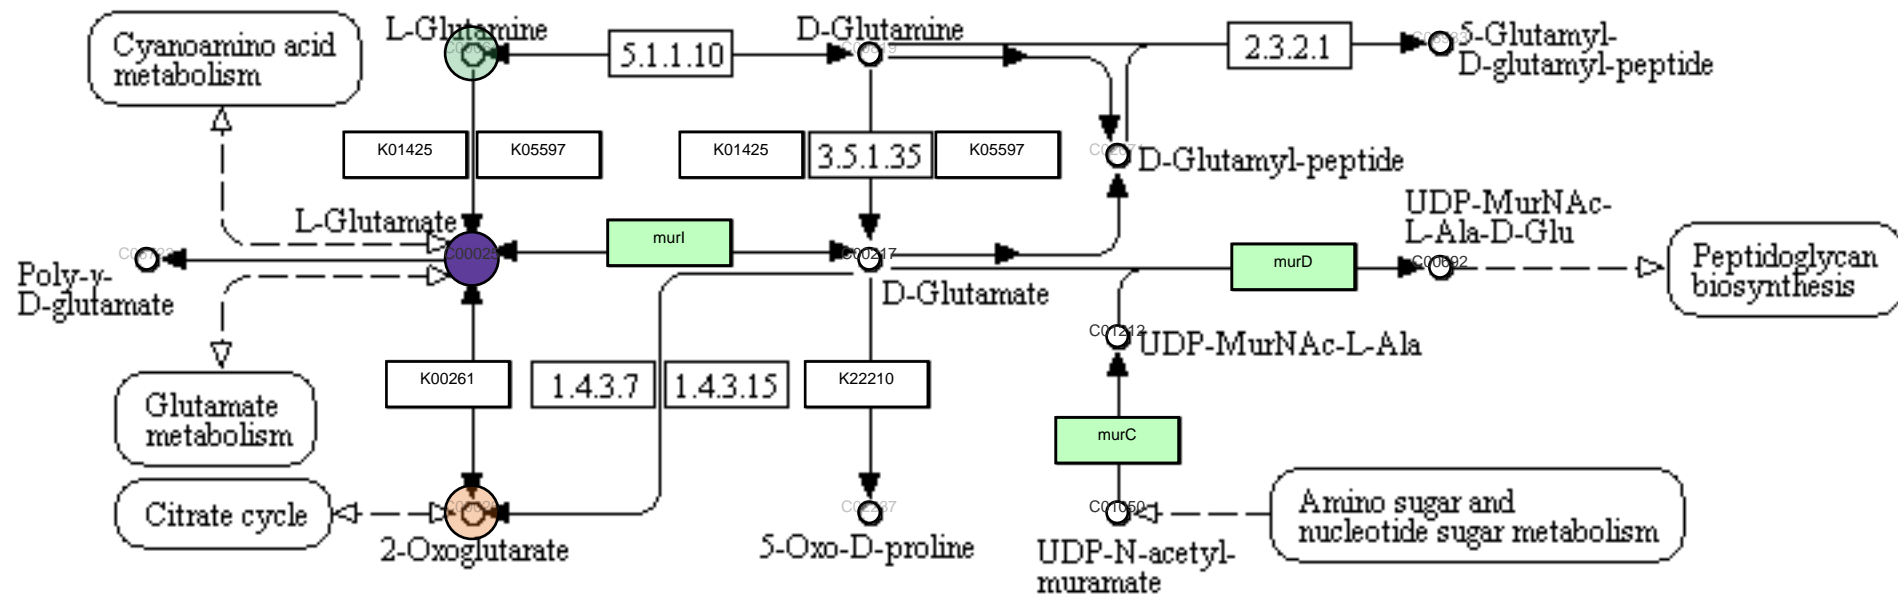 Cyanoamino acid
metabolism
L-Glutamine
5.1.1.10
D-Glutamine
2.3.2.1
5-Glutamyl-
D-glutamyl-peptide
K01425
K05597
K01425
3.5.1.35
K05597
D-Glutamyl-peptide
L-Glutamate
murI
C00217
D-Glutamate
UDP-MurNAc-
L-Ala-D-Glu
murD
C00692
Peptidoglycan
biosynthesis
Poly-γ-
D-glutamate
C01212
UDP-MurNAc-L-Ala
K00261
1.4.3.7
1.4.3.15
K22210
Glutamate
metabolism
murC
Citrate cycle
2-Oxoglutarate
C02237
5-Oxo-D-proline
C01050
UDP-N-acetyl-
muramate
Amino sugar and
nucleotide sugar metabolism